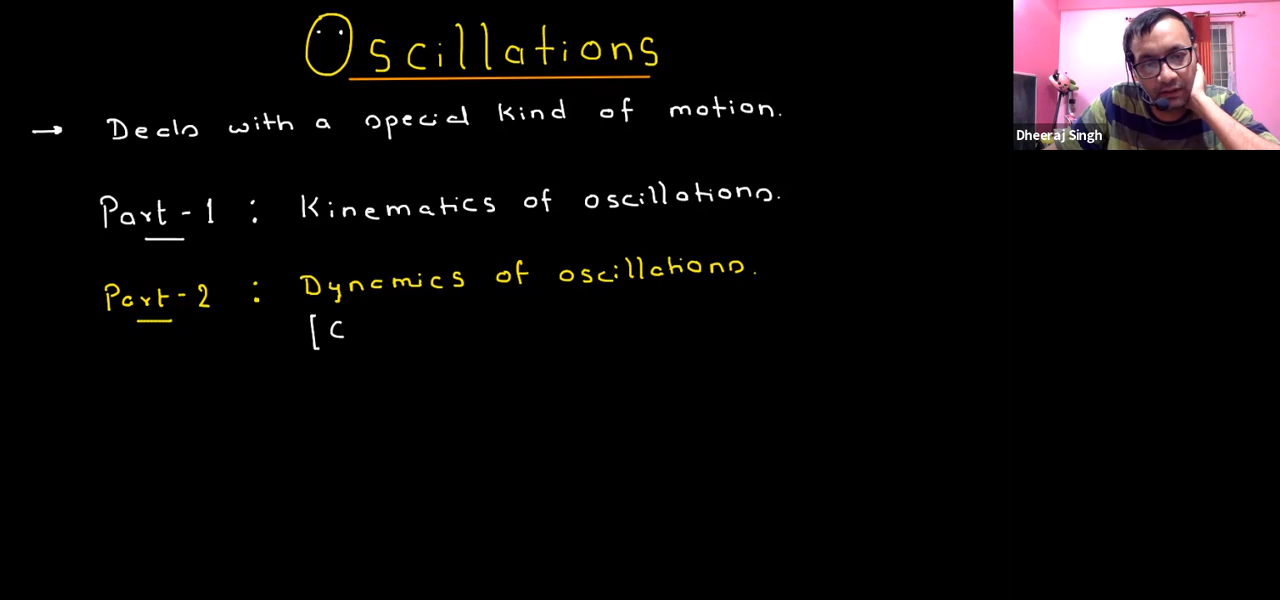 Oscillations
→ Deals with a special kind of motion.
Dheeraj Singh
Part-1 : Kinematics of oscillations.
Part-2 : Dynamics of oscillations.
[C